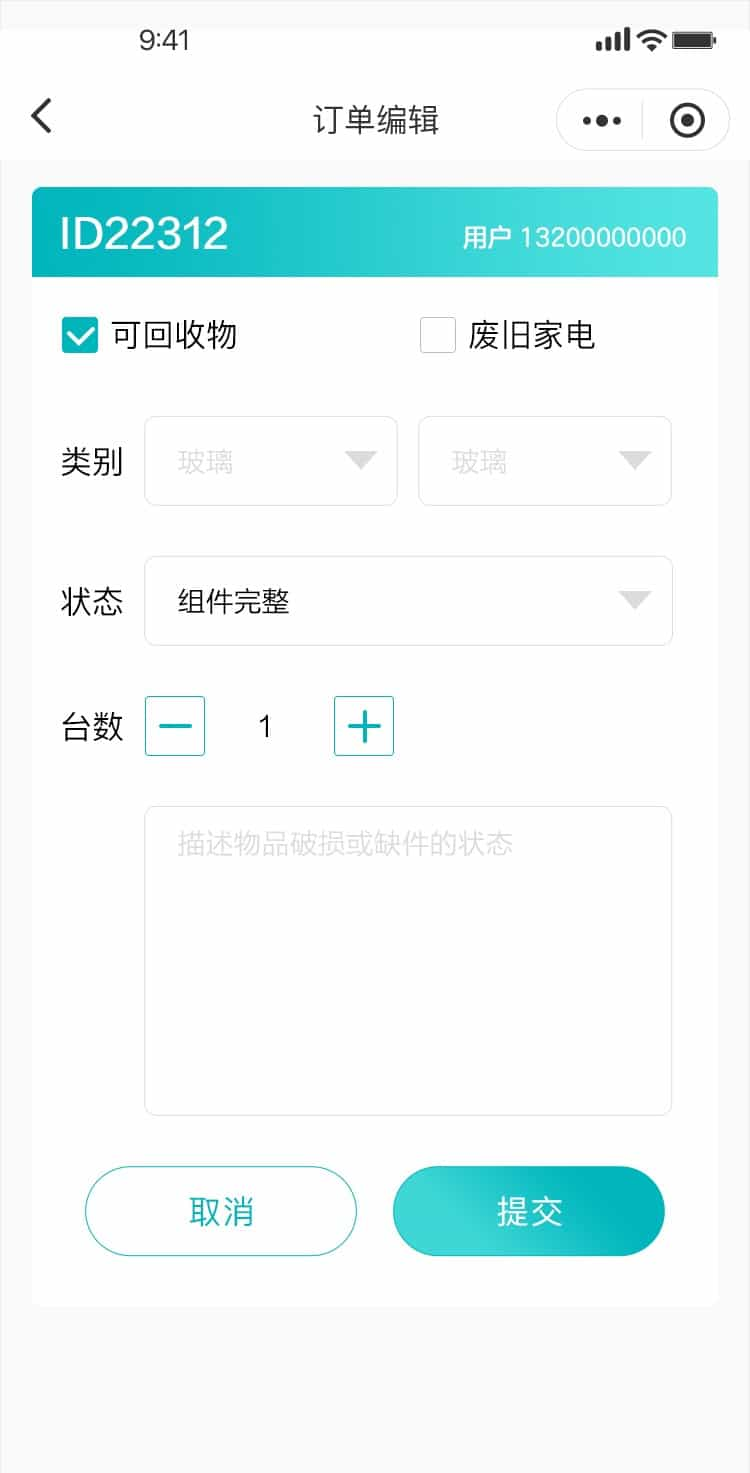 9:41
订单编辑
ID22312
用户 13200000000
可回收物
废旧家电
类别
玻璃
玻璃
状态
组件完整
台数
1
描述物品破损或缺件的状态
取消
提交